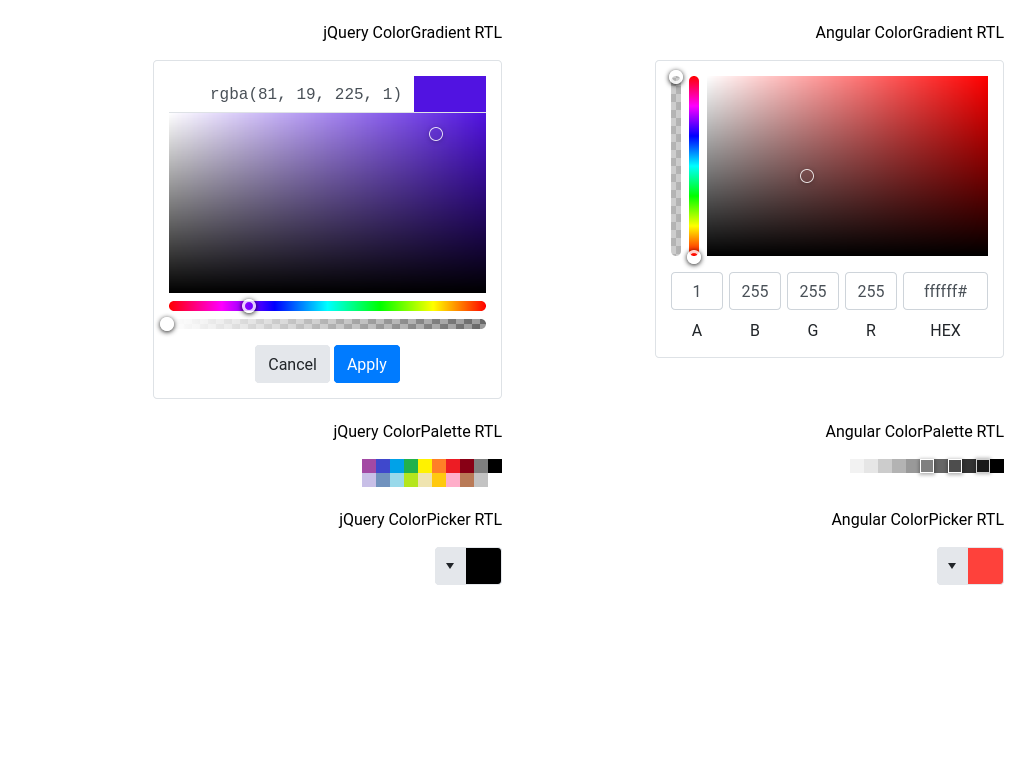 jQuery ColorGradient RTL
rgba(81, 19, 225, 1)
Cancel
Apply
jQuery ColorPalette RTL
jQuery ColorPicker RTL
Angular ColorGradient RTL
1 255 255 255 ffffff#
A B G R HEX
Angular ColorPalette RTL
Angular ColorPicker RTL